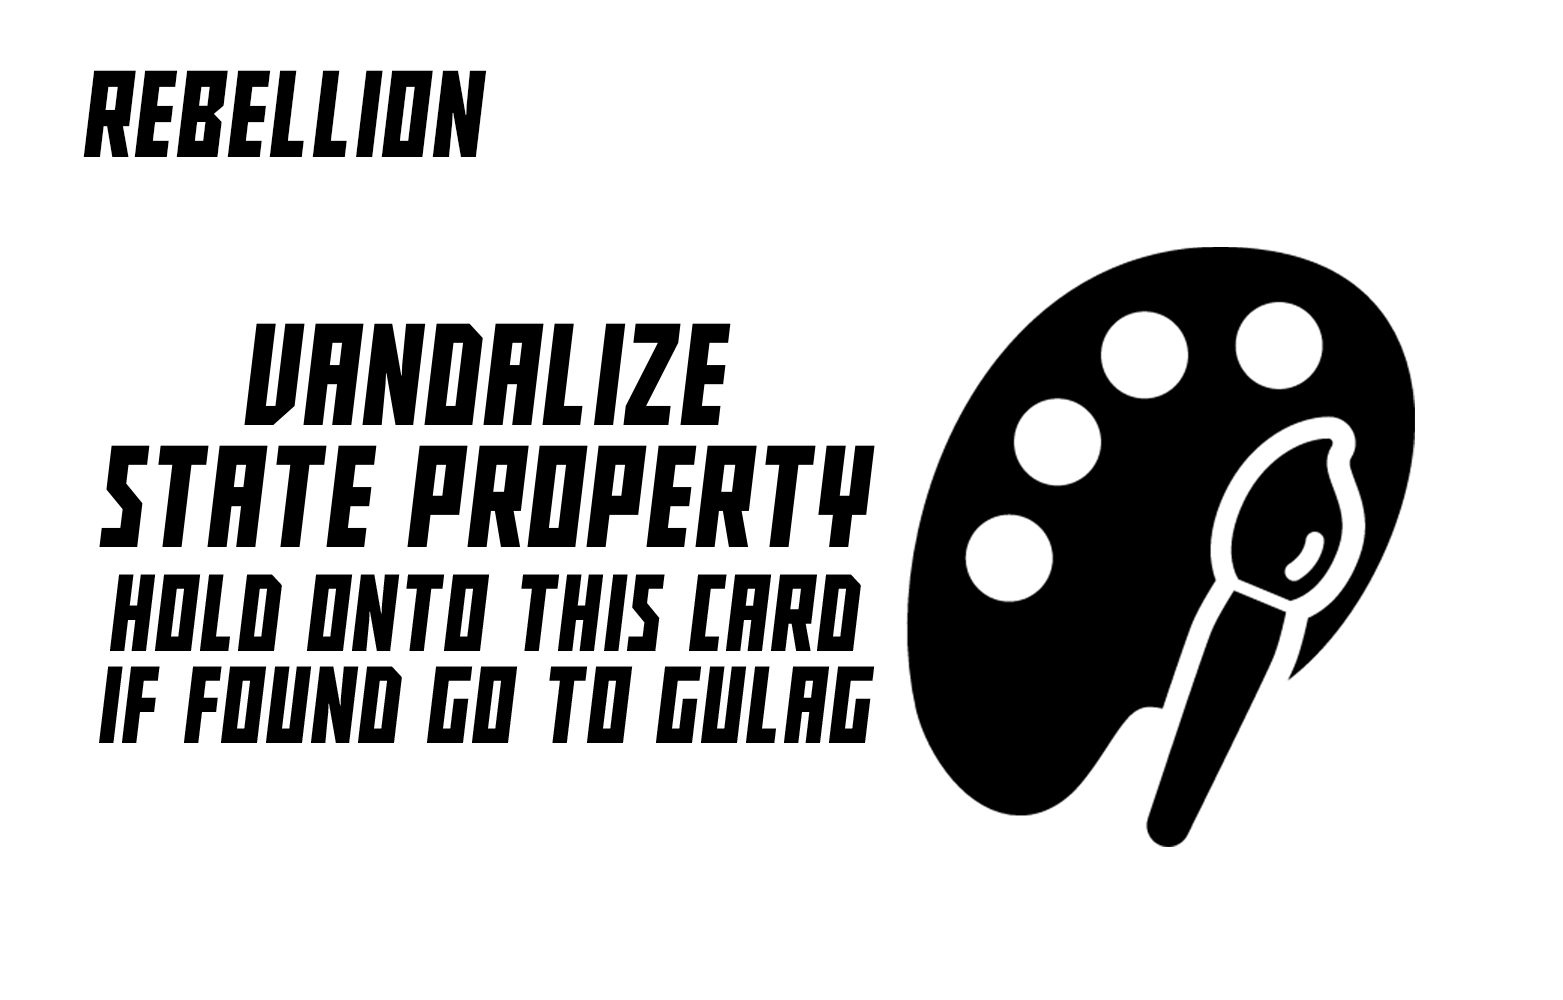 REBELLION
VANDALIZE
STATE PROPERTY
HOLD ONTO THIS CARD
IF FOUND GO TO GULAG